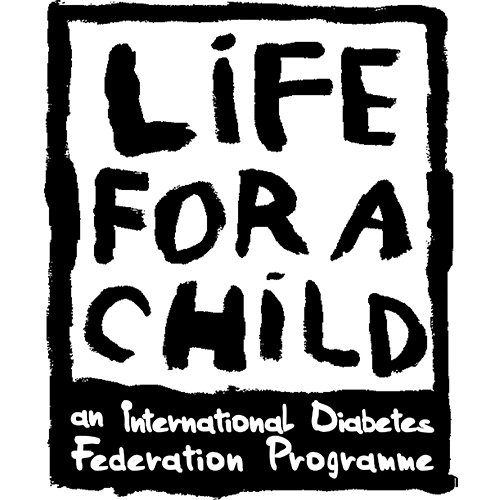 LiFE
FOR A
CHiLD
an International Diabetes
Federation Programme